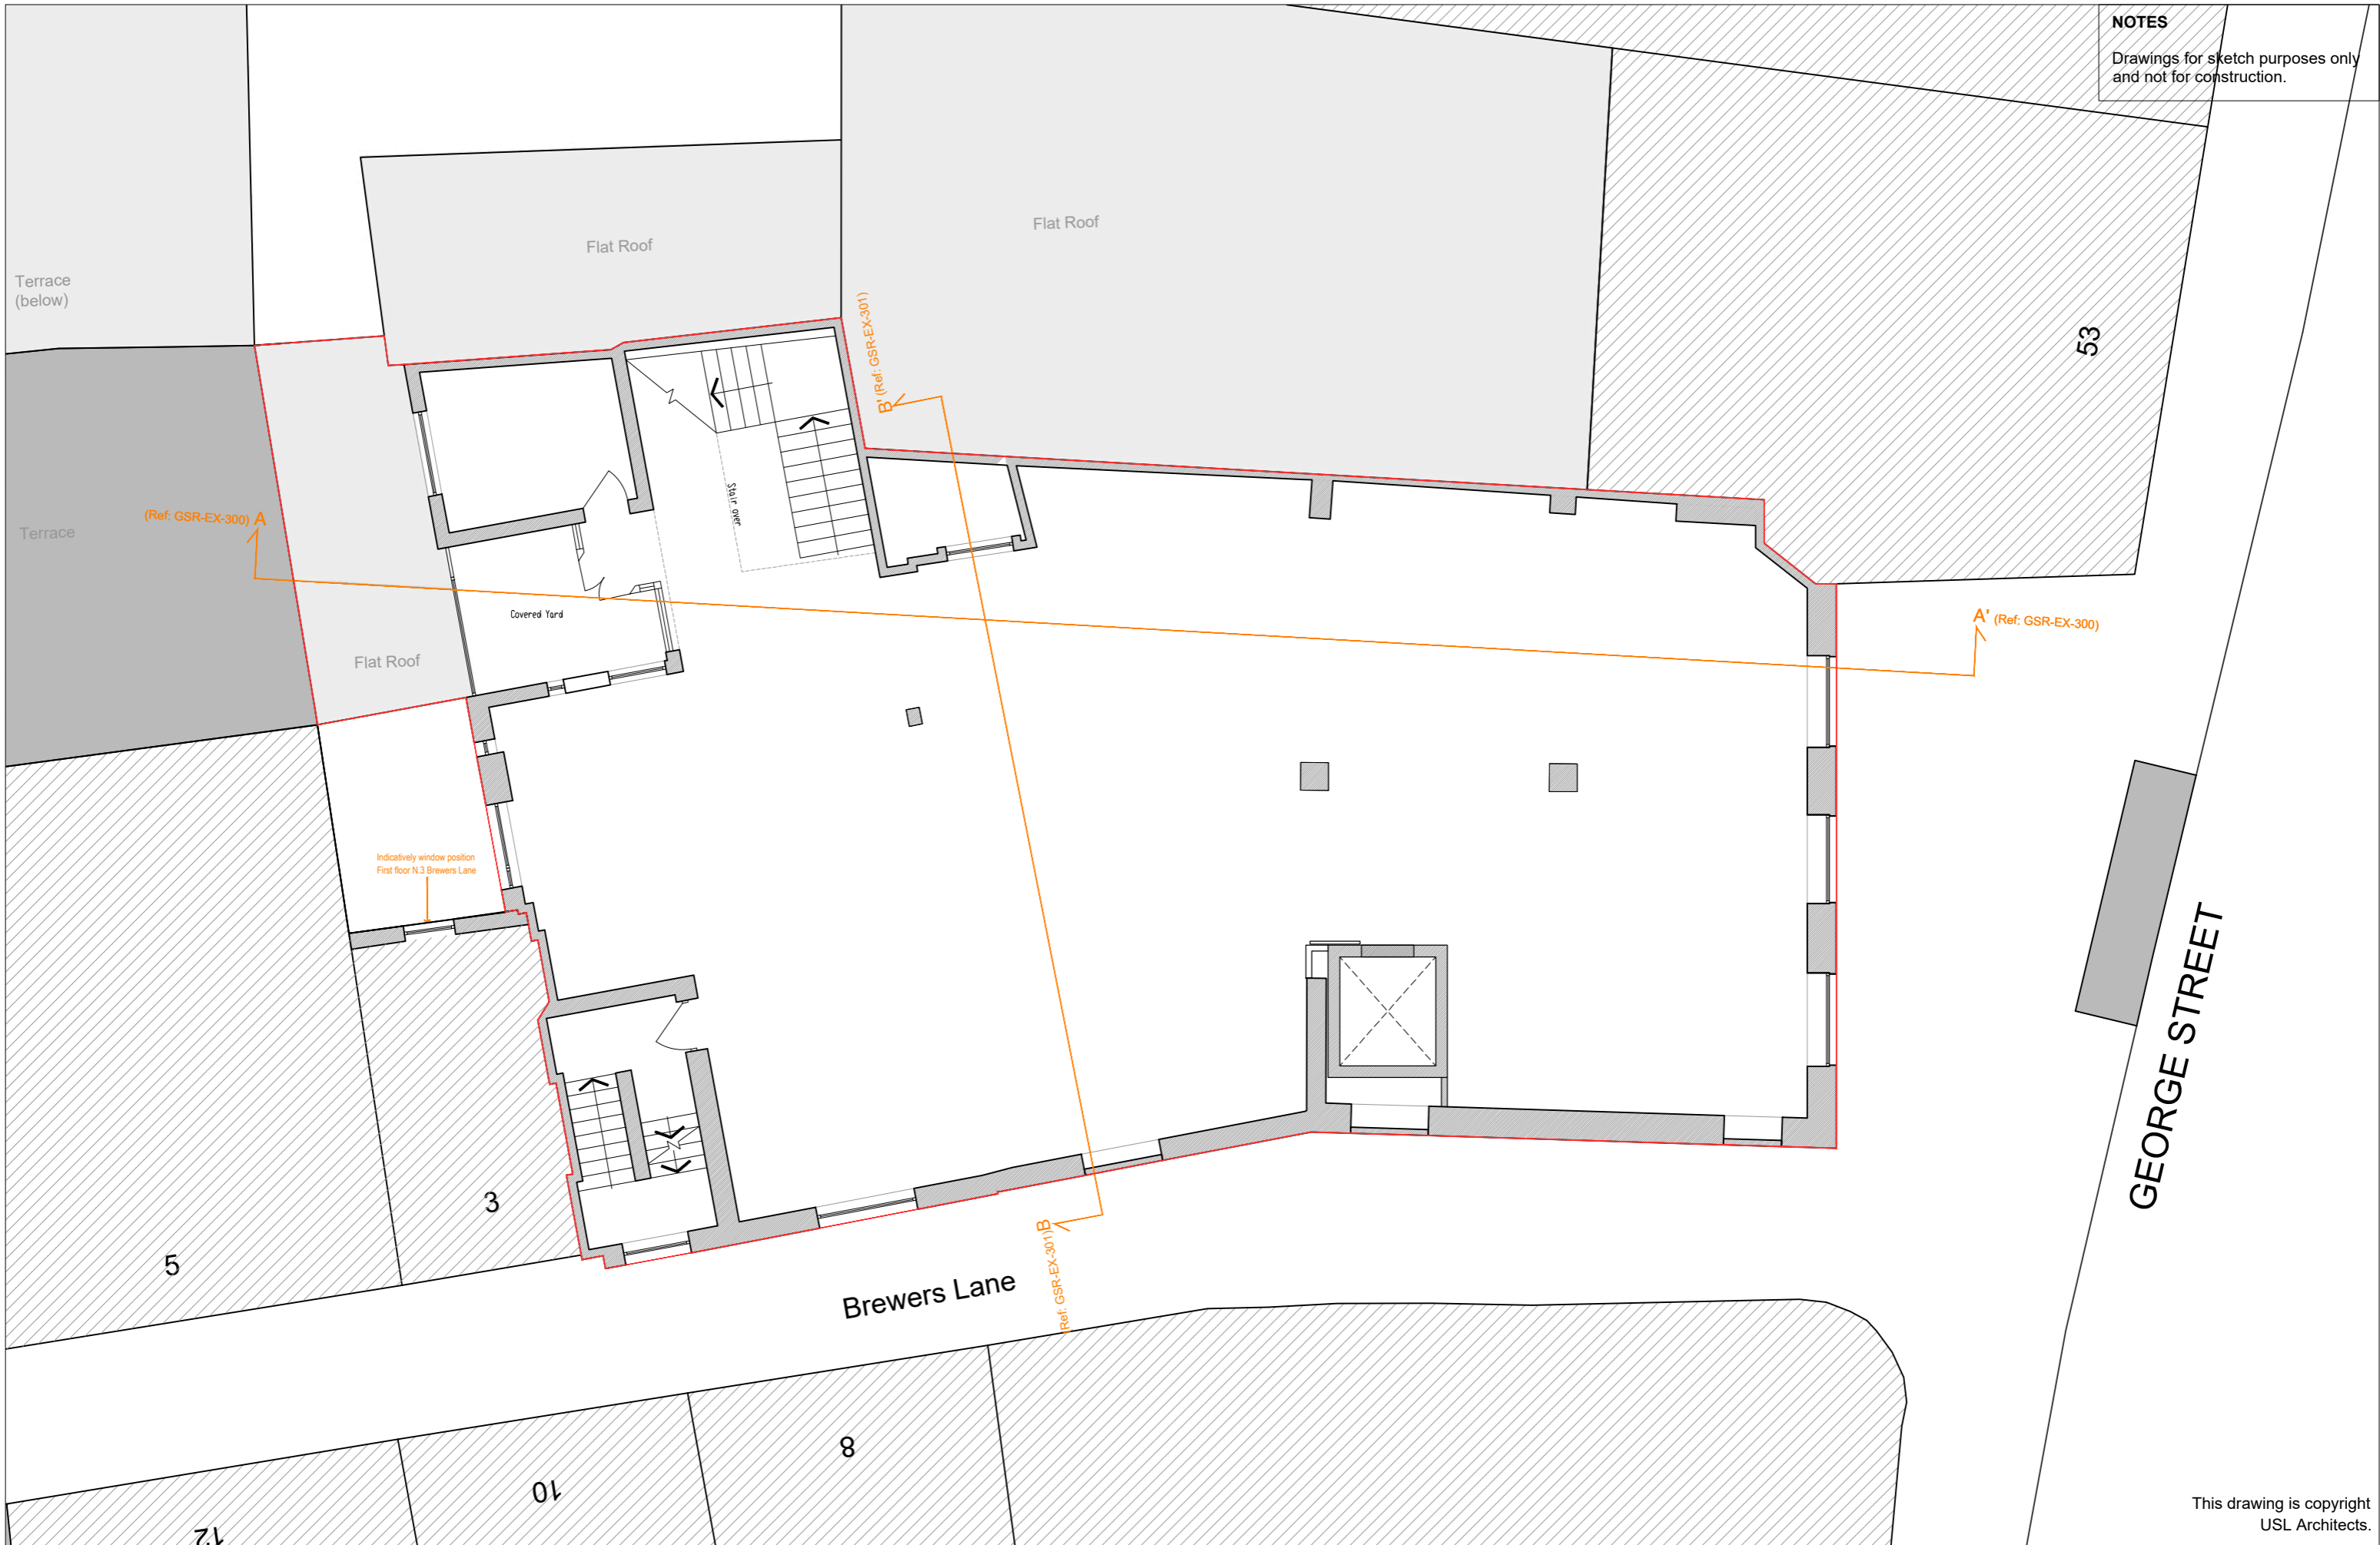 NOTES
Drawings for sketch purposes only
and not for construction.
Flat Roof
Flat Roof
Terrace
(below)
B' (Ref: GSR-EX-301)
53
Stair over
(Ref: GSR-EX-300) A
Terrace
Covered Yard
A' (Ref: GSR-EX-300)
Flat Roof
Indicatively window position
First floor N.3 Brewers Lane
GEORGE STREET
3
5
(Ref: GSR-EX-301)B
Brewers Lane
8
10
12
This drawing is copyright
USL Architects.